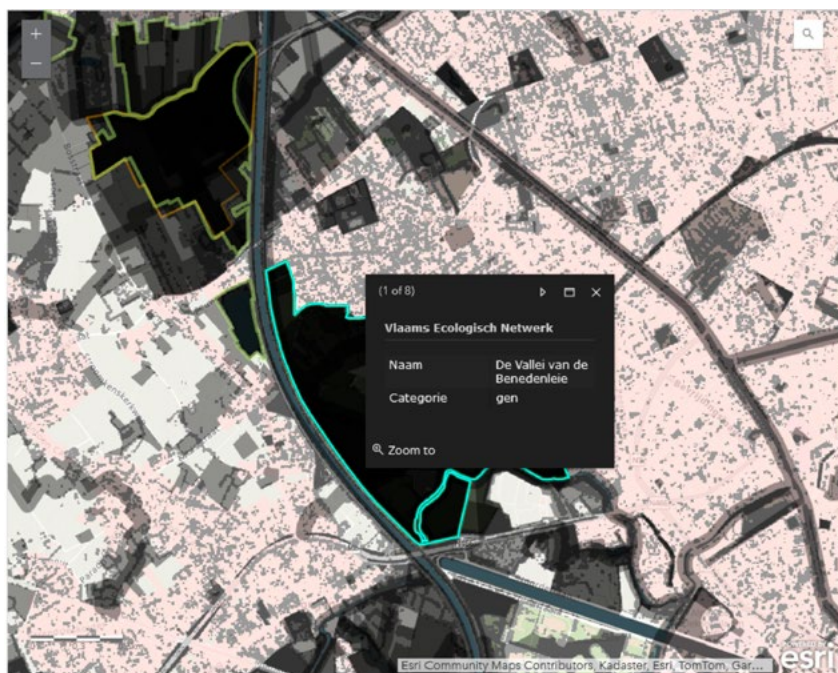 +
−
(1 of 8)
Vlaams Ecologisch Netwerk
Naam De Vallei van de
Benedenleie
Categorie gen
Zoom to
Esri Community Maps Contributors, Kadaster, Esri, TomTom, Gar...
esri